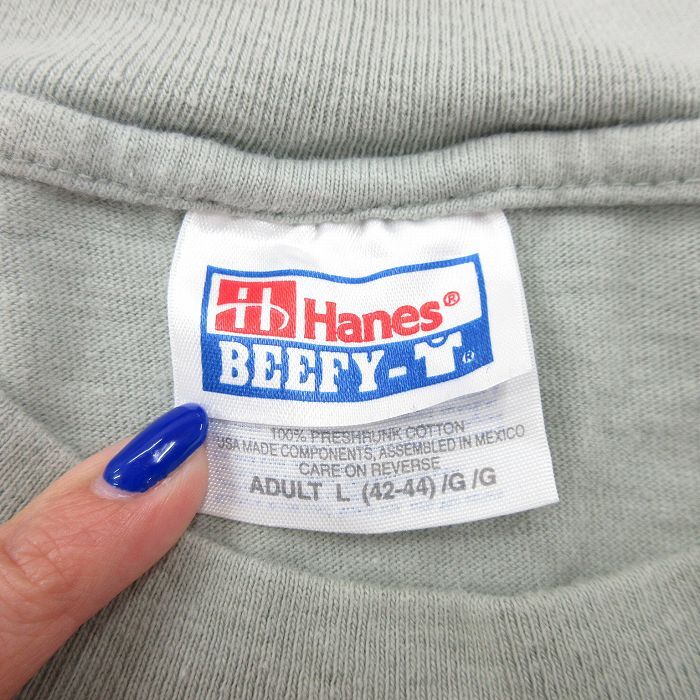 Hanes®
BEEFY-T®
100% PRESHRUNK COTTON
USA MADE COMPONENTS, ASSEMBLED IN MEXICO
CARE ON REVERSE
ADULT L (42-44) /G /G